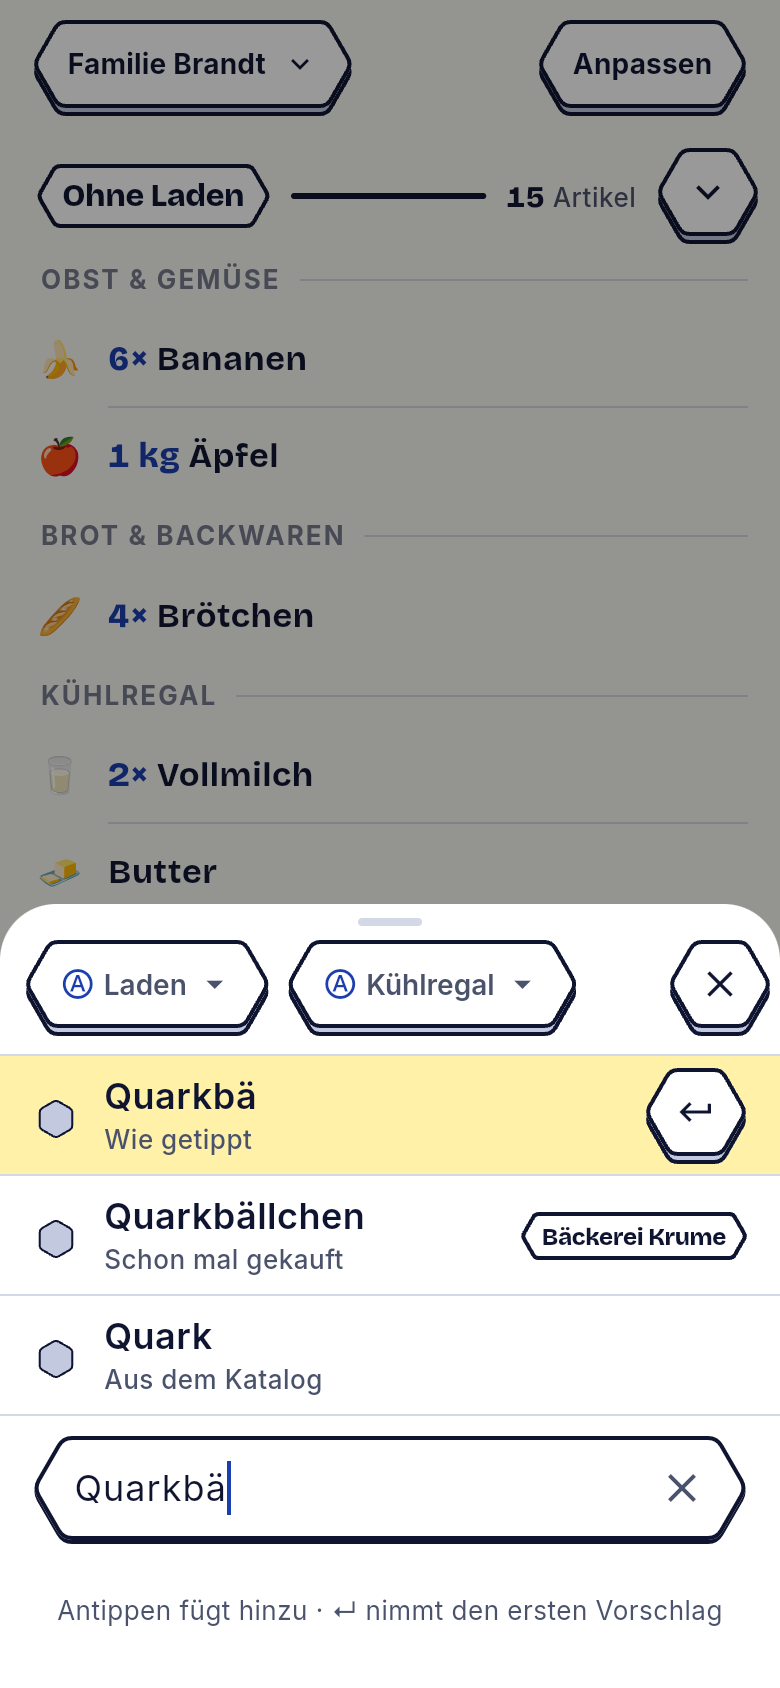 Familie Brandt
Anpassen
Ohne Laden
15 Artikel
OBST & GEMÜSE
6× Bananen
1 kg Äpfel
BROT & BACKWAREN
4× Brötchen
KÜHLREGAL
2× Vollmilch
Butter
A Laden
A Kühlregal
Quarkbä
Wie getippt
Quarkbällchen
Schon mal gekauft
Bäckerei Krume
Quark
Aus dem Katalog
Quarkbä
Antippen fügt hinzu · ↵ nimmt den ersten Vorschlag